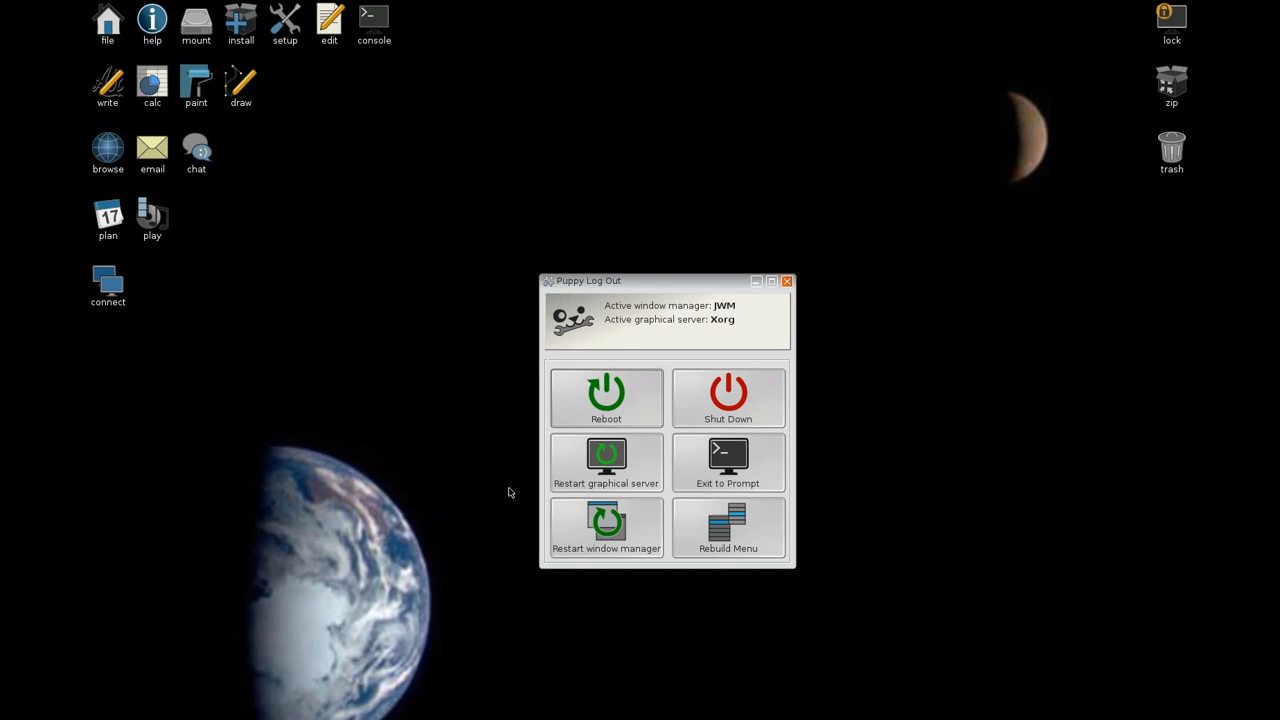 file help mount install setup edit console lock
write calc paint draw zip
browse email chat trash
17
plan play
connect
Puppy Log Out
Active window manager: JWM
Active graphical server: Xorg
Reboot Shut Down
>_
Restart graphical server Exit to Prompt
Restart window manager Rebuild Menu